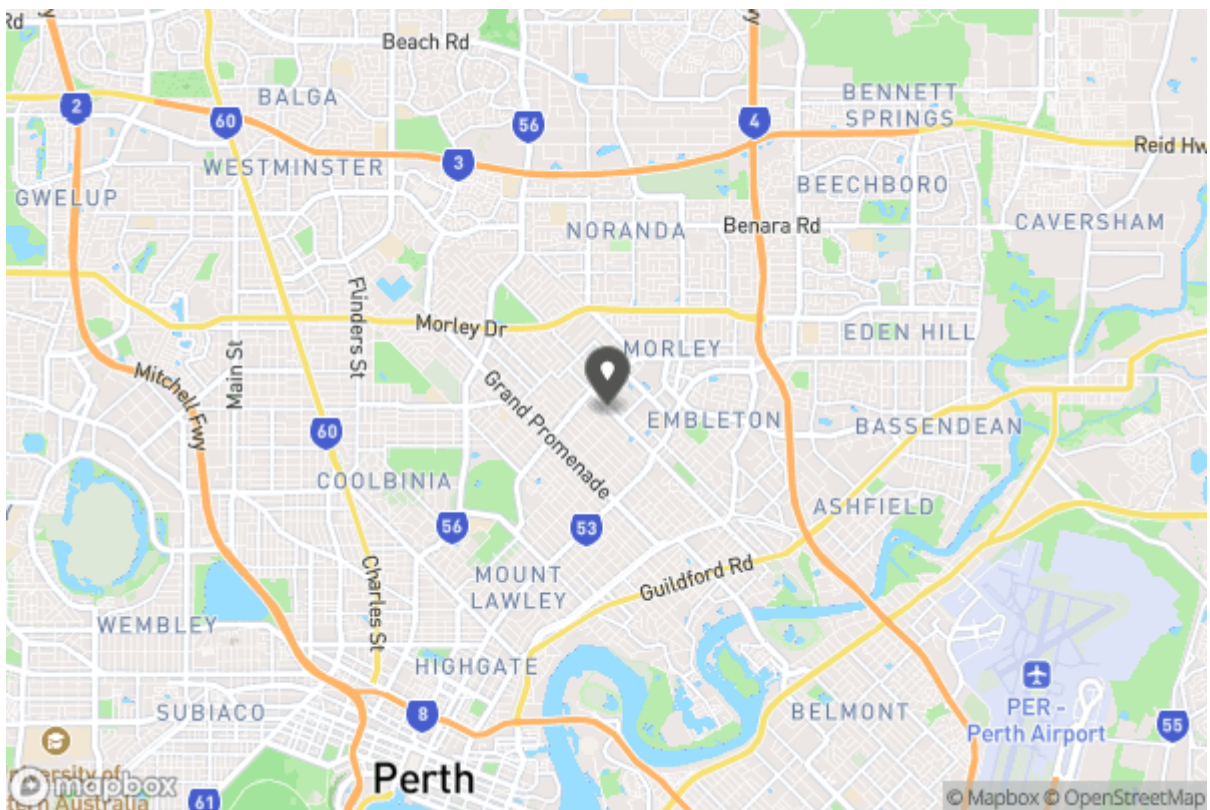 Rd
Beach Rd
2
BALGA
60
56
4
BENNETT
SPRINGS
WESTMINSTER
3
Reid Hw
GWELUP
BEECHBORO
NORANDA
Benara Rd
CAVERSHAM
Flinders St
Morley Dr
MORLEY
EDEN HILL
Main St
Mitchell Fwy
Grand Promenade
60
EMBLETON
BASSENDEAN
COOLBINIA
56
53
ASHFIELD
Charles St
MOUNT
LAWLEY
Guildford Rd
WEMBLEY
HIGHGATE
SUBIACO
8
BELMONT
PER -
Perth Airport
55
Perth
61
mapbox
© Mapbox © OpenStreetMap